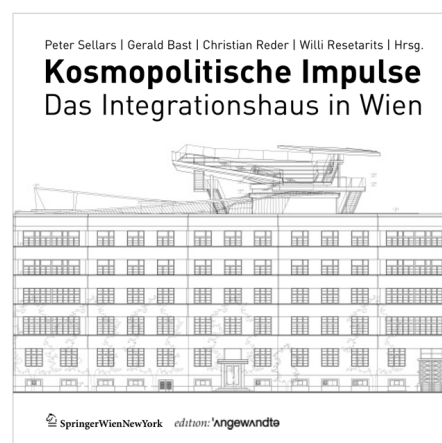 Peter Sellars | Gerald Bast | Christian Reder | Willi Resetarits | Hrsg.
Kosmopolitische Impulse
Das Integrationshaus in Wien
SpringerWienNewYork edition: 'Angewandte